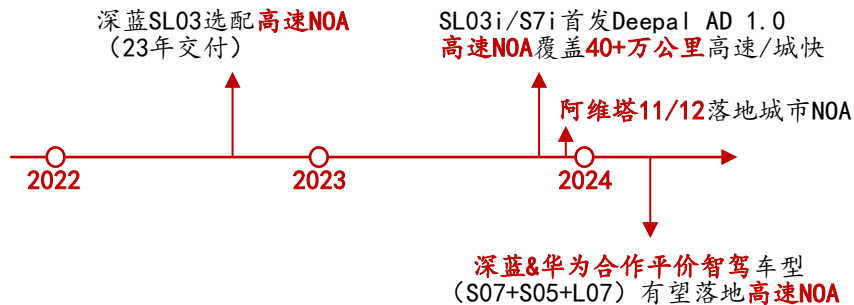 深蓝SL03选配高速NOA
（23年交付）
SL03i/S7i首发Deepal AD 1.0
高速NOA覆盖40+万公里高速/城快
阿维塔11/12落地城市NOA
2022
2023
2024
深蓝&华为合作平价智驾车型
（S07+S05+L07）有望落地高速NOA